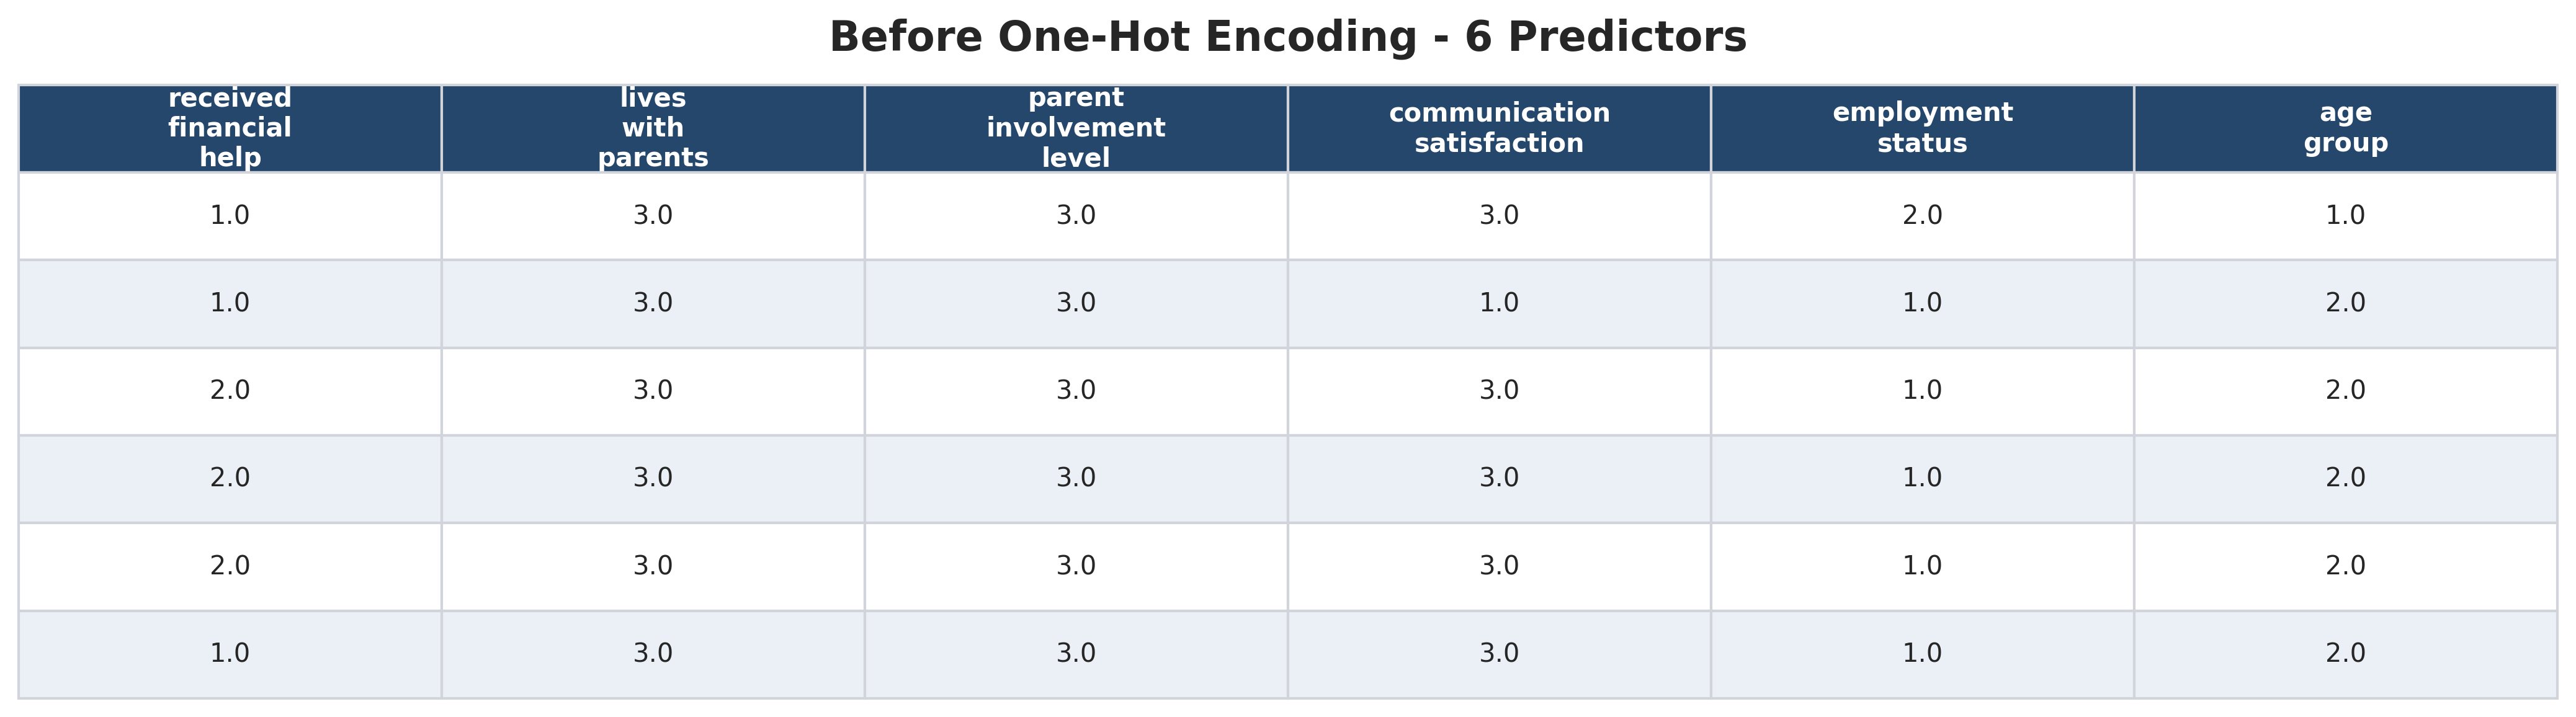 Before One-Hot Encoding - 6 Predictors
received financial help | lives with parents | parent involvement level | communication satisfaction | employment status | age group
1.0 | 3.0 | 3.0 | 3.0 | 2.0 | 1.0
1.0 | 3.0 | 3.0 | 1.0 | 1.0 | 2.0
2.0 | 3.0 | 3.0 | 3.0 | 1.0 | 2.0
2.0 | 3.0 | 3.0 | 3.0 | 1.0 | 2.0
2.0 | 3.0 | 3.0 | 3.0 | 1.0 | 2.0
1.0 | 3.0 | 3.0 | 3.0 | 1.0 | 2.0